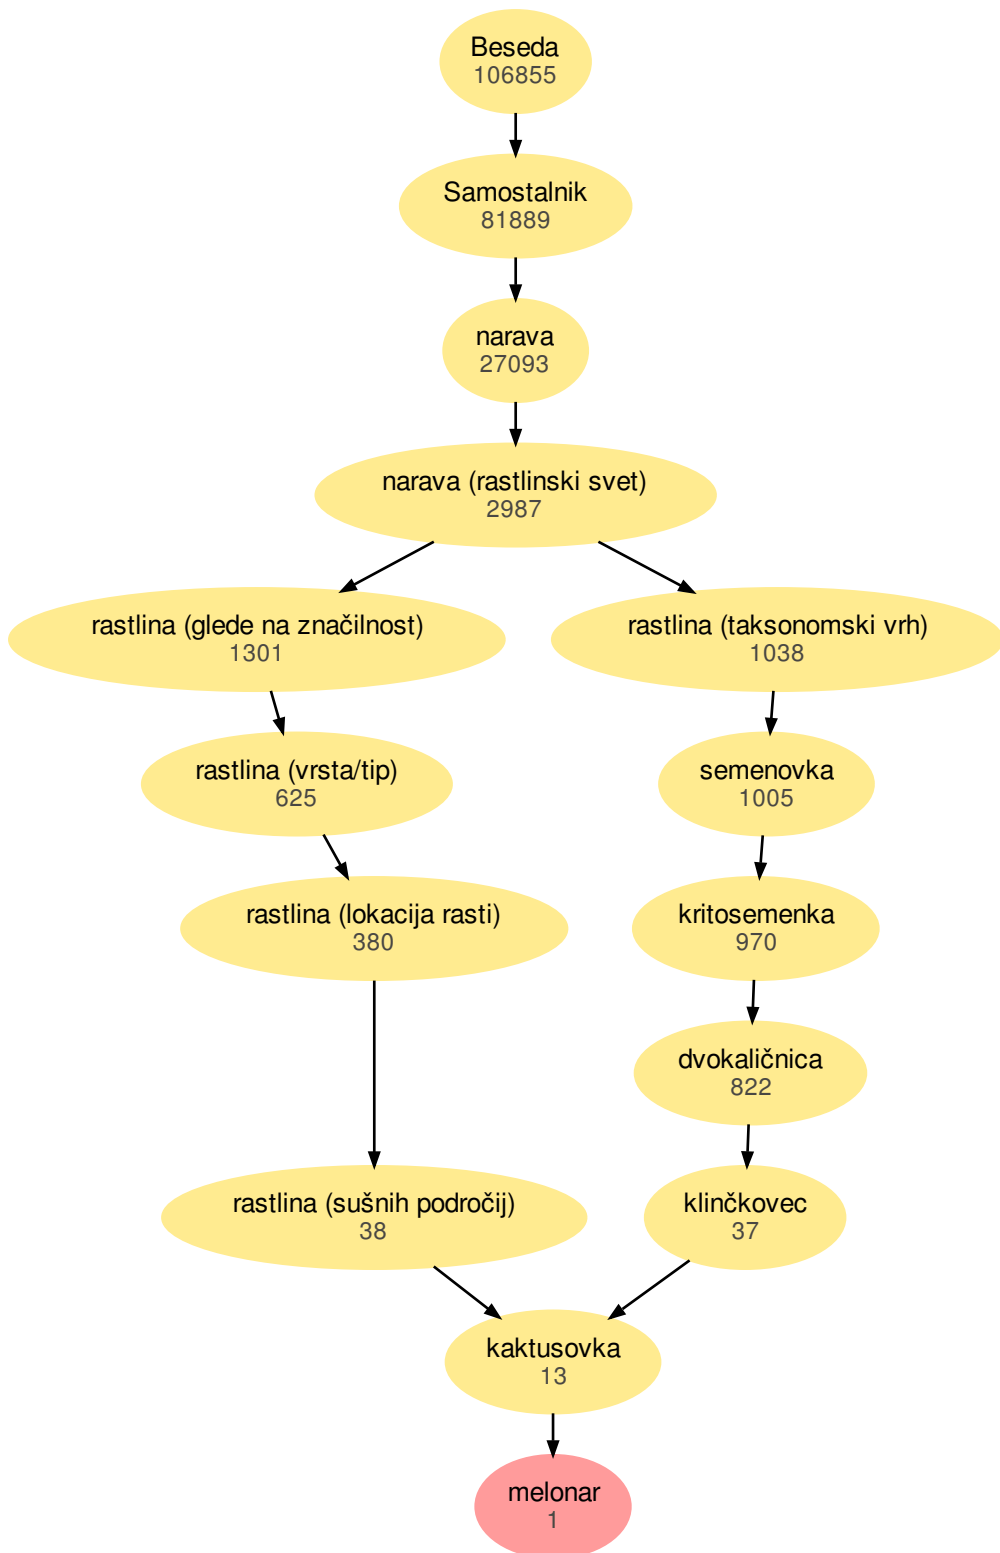 Beseda
106855
Samostalnik
81889
narava
27093
narava (rastlinski svet)
2987
rastlina (glede na značilnost)
1301
rastlina (taksonomski vrh)
1038
rastlina (vrsta/tip)
625
semenovka
1005
rastlina (lokacija rasti)
380
kritosemenka
970
dvokaličnica
822
rastlina (sušnih področij)
38
klinčkovec
37
kaktusovka
13
melonar
1